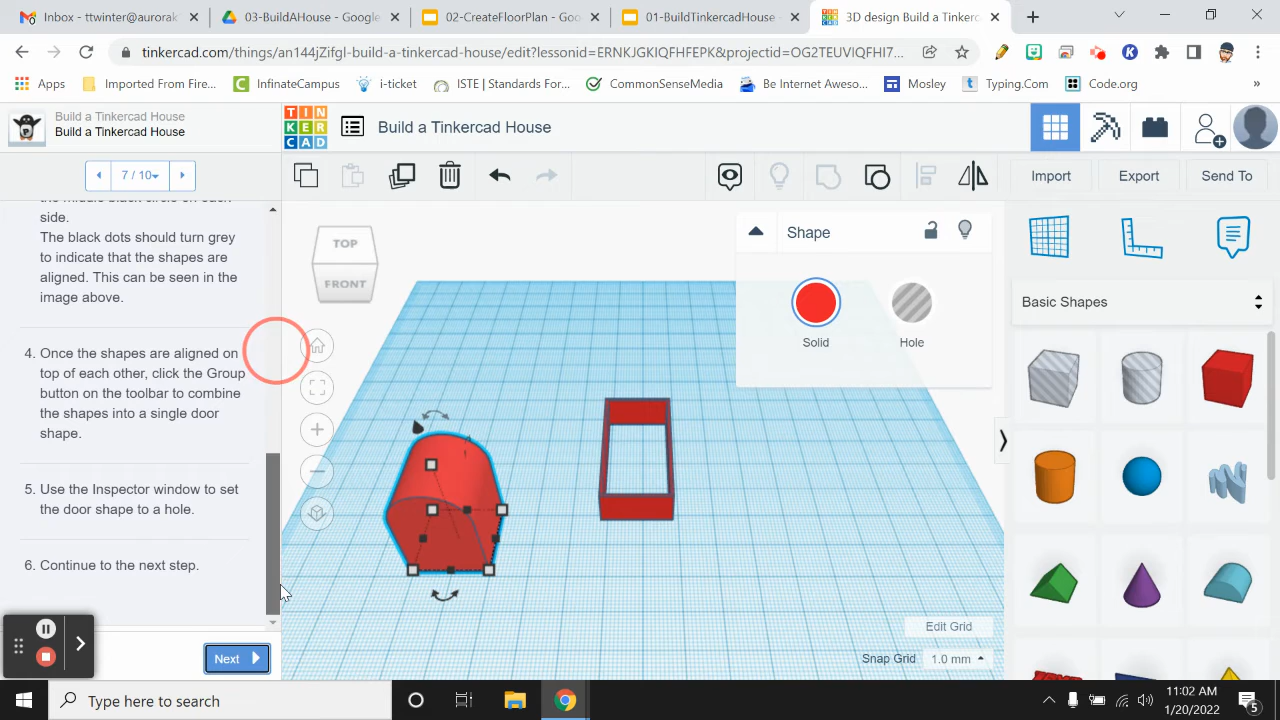 Inbox - ttwinter@aurorak
03-BuildAHouse - Google
02-CreateFloorPlan - Goo
01-BuildTinkercadHouse -
3D design Build a Tinkerc
tinkercad.com/things/an144jZifgl-build-a-tinkercad-house/edit?lessonid=ERNKJGKIQFHFEPK&projectid=OG2TEUVIQFHI7...
Apps
Imported From Fire...
InfinateCampus
i-ticket
ISTE | Standards For...
CommonSenseMedia
Be Internet Aweso...
Mosley
Typing.Com
Code.org
»
Build a Tinkercad House
Build a Tinkercad House
TIN
KER
CAD
Build a Tinkercad House
7 / 10
Import
Export
Send To
the middle black circle on each
side.
The black dots should turn grey
to indicate that the shapes are
aligned. This can be seen in the
image above.
4. Once the shapes are aligned on
top of each other, click the Group
button on the toolbar to combine
the shapes into a single door
shape.
5. Use the Inspector window to set
the door shape to a hole.
6. Continue to the next step.
Next
TOP
FRONT
Shape
Solid
Hole
Edit Grid
Snap Grid 1.0 mm
Basic Shapes
Type here to search
11:02 AM
1/20/2022
5